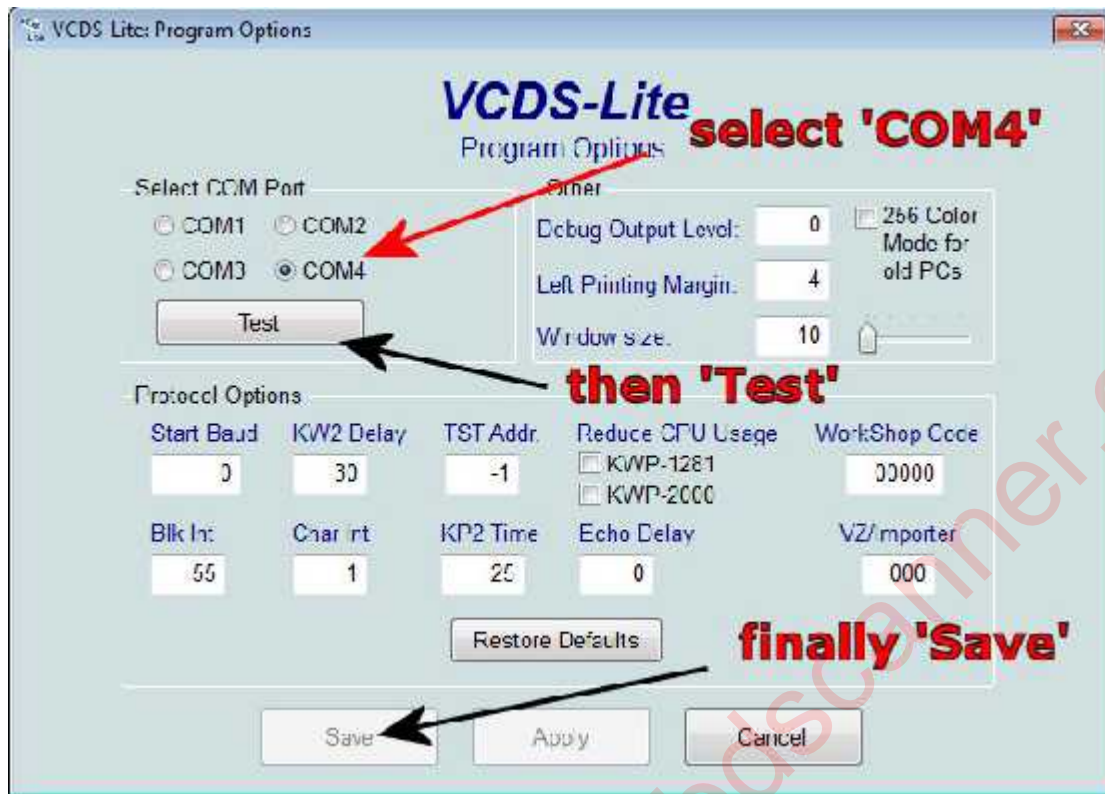 VCDS-Lite: Program Options
VCDS-Lite
Program Options
select 'COM4'
Select COM Port
Other
COM1
COM2
COM3
COM4
Test
Debug Output Level:
0
256 Color
Mode for
old PCs
Left Printing Margin:
4
Window size:
10
then 'Test'
Protocol Options
Start Baud
KW2 Delay
TST Addr.
Reduce CPU Usage
WorkShop Code
0
30
-1
KWP-1281
KWP-2000
00000
Blk Int
Char Int
KP2 Time
Echo Delay
VZ/Importer
55
1
25
0
000
Restore Defaults
finally 'Save'
Save
Apply
Cancel